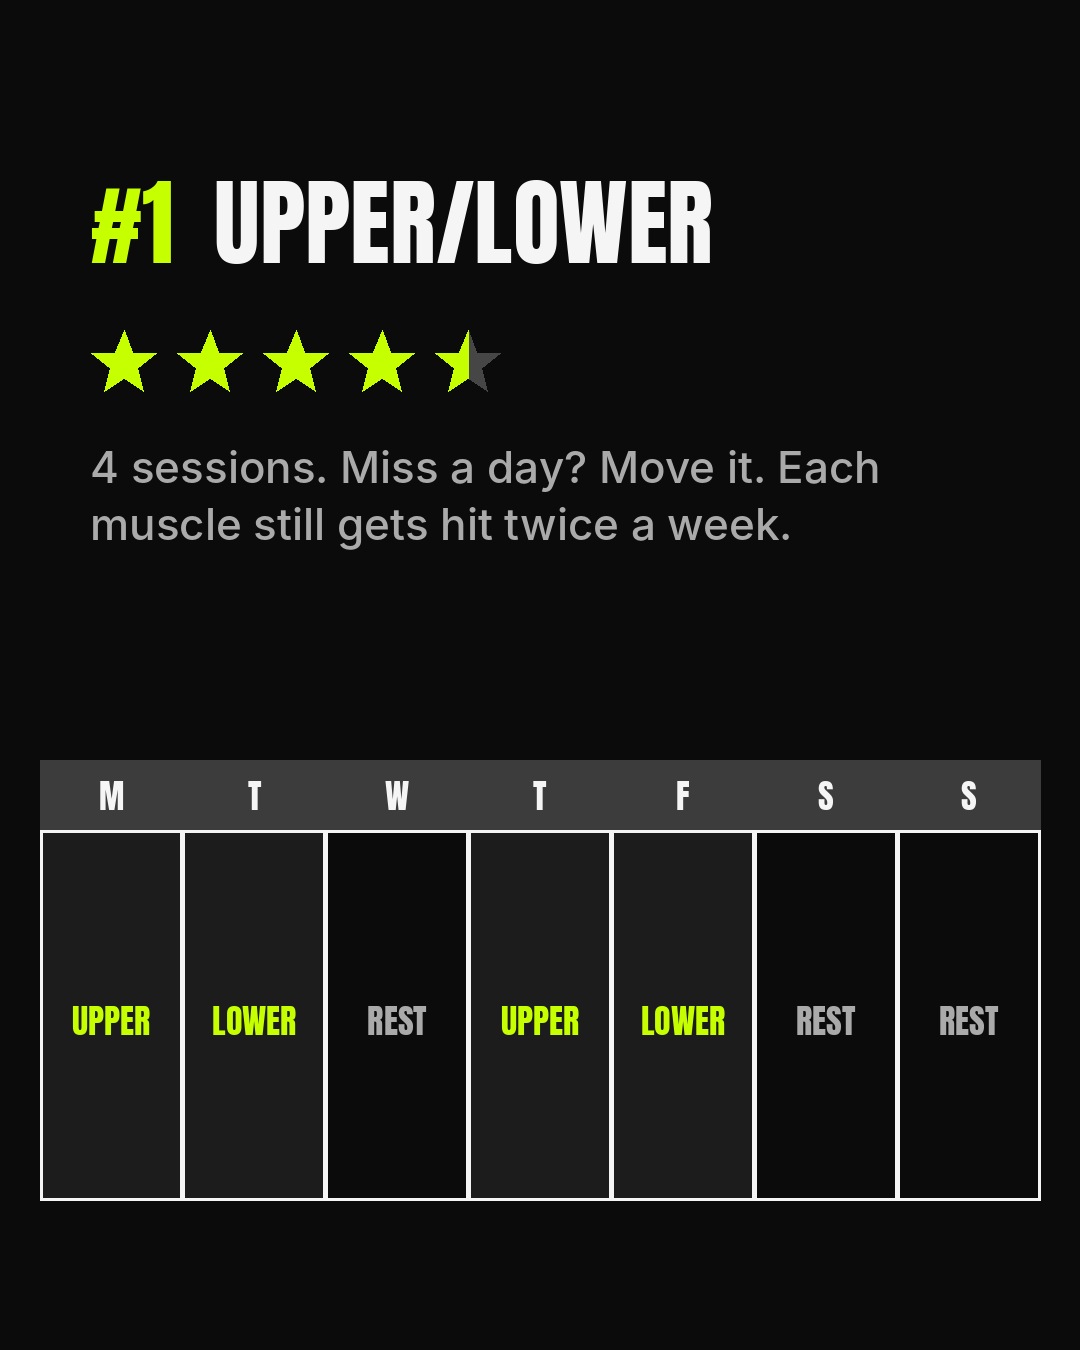 #1 UPPER/LOWER
4 sessions. Miss a day? Move it. Each
muscle still gets hit twice a week.
M T W T F S S
UPPER LOWER REST UPPER LOWER REST REST